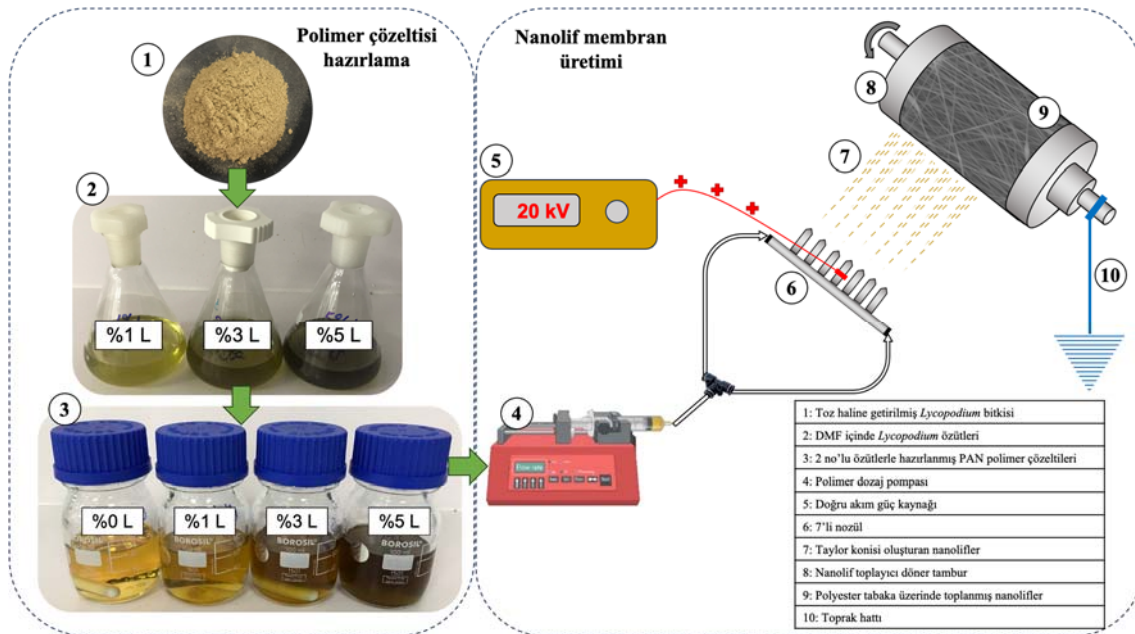 Polimer çözeltisi
hazırlama
1
2
%1 L
%3 L
%5 L
3
%0 L
%1 L
%3 L
%5 L
BOROSIL
BOROSIL
BOROSIL
BOROSIL
Nanolif membran
üretimi
4
Flow rate
5
20 kV
6
7
8
9
10
1: Toz haline getirilmiş Lycopodium bitkisi
2: DMF içinde Lycopodium özütleri
3: 2 no’lu özütlerle hazırlanmış PAN polimer çözeltileri
4: Polimer dozaj pompası
5: Doğru akım güç kaynağı
6: 7’li nozül
7: Taylor konisi oluşturan nanolifler
8: Nanolif toplayıcı döner tambur
9: Polyester tabaka üzerinde toplanmış nanolifler
10: Toprak hattı